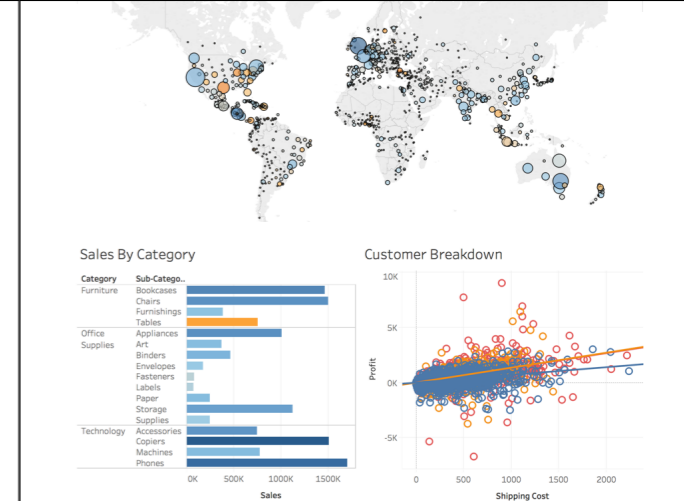 Sales By Category
Category Sub-Catego..
Furniture Bookcases
Chairs
Furnishings
Tables
Office Supplies Appliances
Art
Binders
Envelopes
Fasteners
Labels
Paper
Storage
Supplies
Technology Accessories
Copiers
Machines
Phones
0K 500K 1000K 1500K
Sales
Customer Breakdown
10K
5K
0K
-5K
Profit
0 500 1000 1500 2000
Shipping Cost